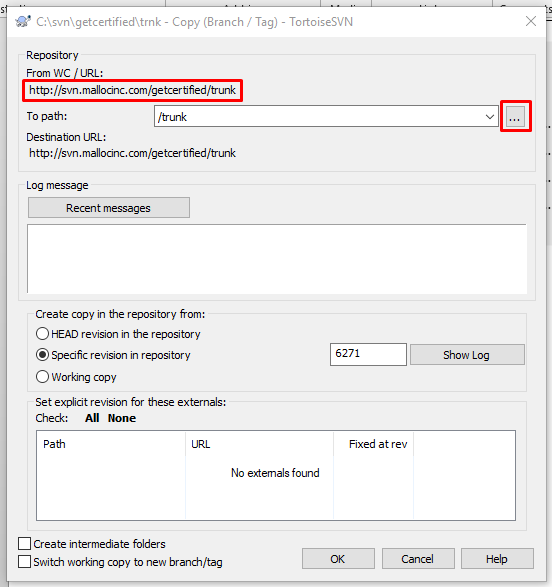 C:\svn\getcertified\trnk - Copy (Branch / Tag) - TortoiseSVN
Repository
From WC / URL:
http://svn.mallocinc.com/getcertified/trunk
To path:
/trunk
...
Destination URL:
http://svn.mallocinc.com/getcertified/trunk
Log message
Recent messages
Create copy in the repository from:
HEAD revision in the repository
Specific revision in repository
6271
Show Log
Working copy
Set explicit revision for these externals:
Check: All None
Path URL Fixed at rev
No externals found
Create intermediate folders
Switch working copy to new branch/tag
OK Cancel Help